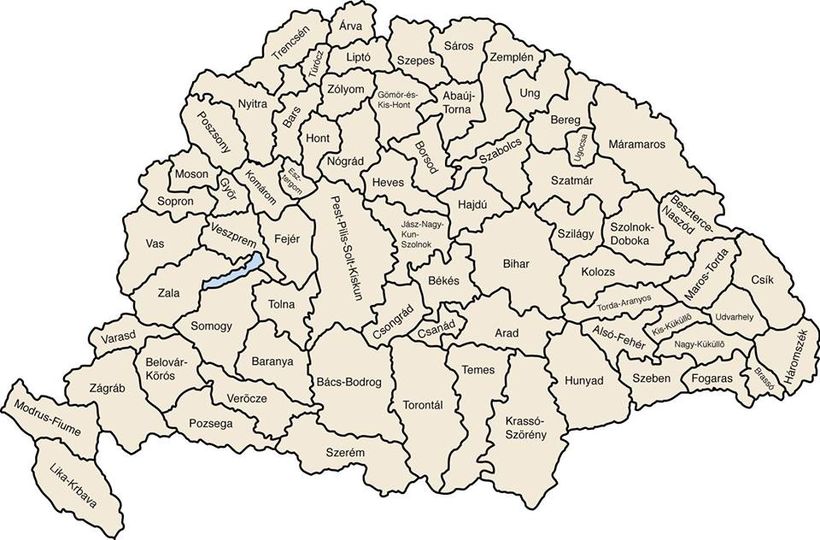 Árva
Trencsén
Turócz
Liptó
Szepes
Sáros
Zemplén
Zólyom
Gömör-és-
Kis-Hont
Abaúj-
Torna
Ung
Nyitra
Bars
Pozsony
Hont
Nógrád
Borsod
Bereg
Ugocsa
Máramaros
Szabolcs
Moson
Sopron
Győr
Komárom
Esz-
tergom
Heves
Hajdú
Szatmár
Beszterce-
Naszód
Vas
Veszprem
Fejér
Pest-Pilis-Solt-Kiskun
Jász-Nagy-
Kun-
Szolnok
Szilágy
Szolnok-
Doboka
Bihar
Kolozs
Maros-Torda
Csík
Békés
Zala
Tolna
Somogy
Csongrád
Csanád
Arad
Torda-Aranyos
Alsó-Fehér
Kis-Küküllő
Udvarhely
Nagy-Küküllő
Háromszék
Varasd
Belovár-
Körös
Baranya
Bács-Bodrog
Temes
Hunyad
Szeben
Fogaras
Brassó
Zágráb
Verőcze
Torontál
Krassó-
Szörény
Modrus-Fiume
Pozsega
Szerém
Lika-Krbava